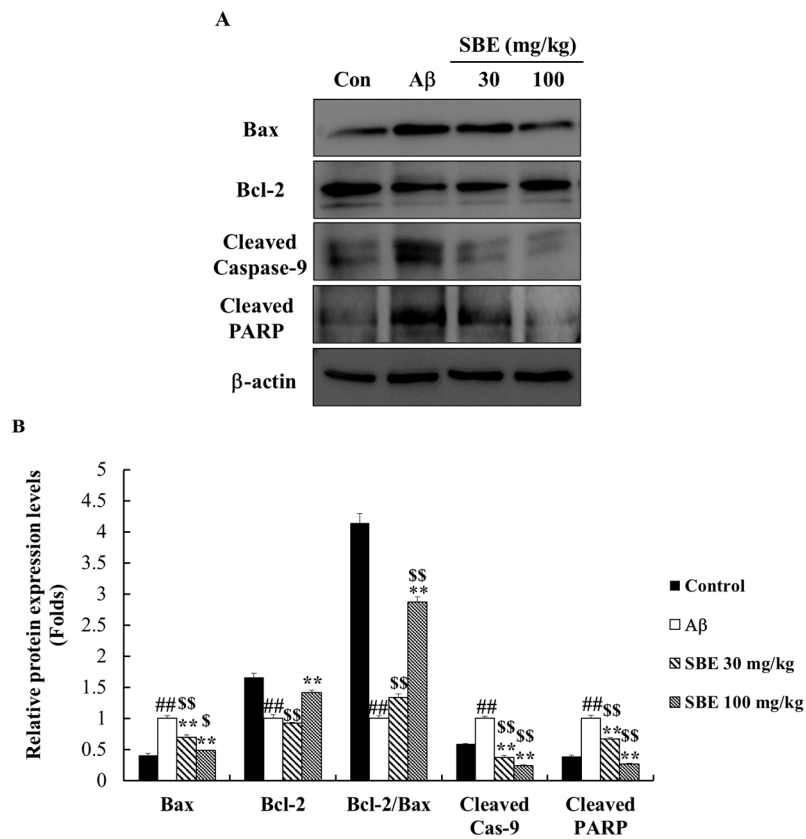 A
SBE (mg/kg)
Con Aβ 30 100
Bax
Bcl-2
Cleaved
Caspase-9
Cleaved
PARP
β-actin
B
Relative protein expression levels
(Folds)
5
4.5
4
3.5
3
2.5
2
1.5
1
0.5
0
## $$ ** $ **
## $$ **
## $$ $$ **
## $$ ** $$ **
## $$ ** $$ **
Bax Bcl-2 Bcl-2/Bax Cleaved Cas-9 Cleaved PARP
Control
Aβ
SBE 30 mg/kg
SBE 100 mg/kg